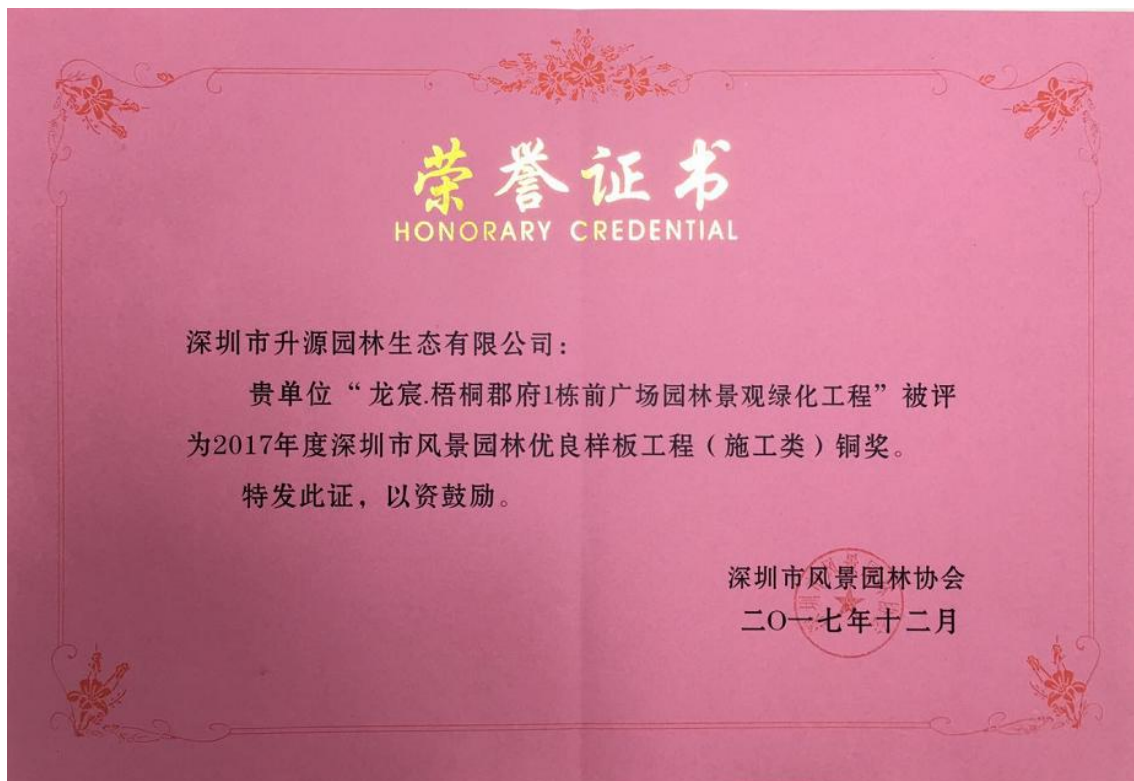 荣誉证书
HONORARY CREDENTIAL
深圳市升源园林生态有限公司：
贵单位“龙宸.梧桐郡府1栋前广场园林景观绿化工程”被评
为2017年度深圳市风景园林优良样板工程（施工类）铜奖。
特发此证，以资鼓励。
深圳市风景园林协会
二〇一七年十二月